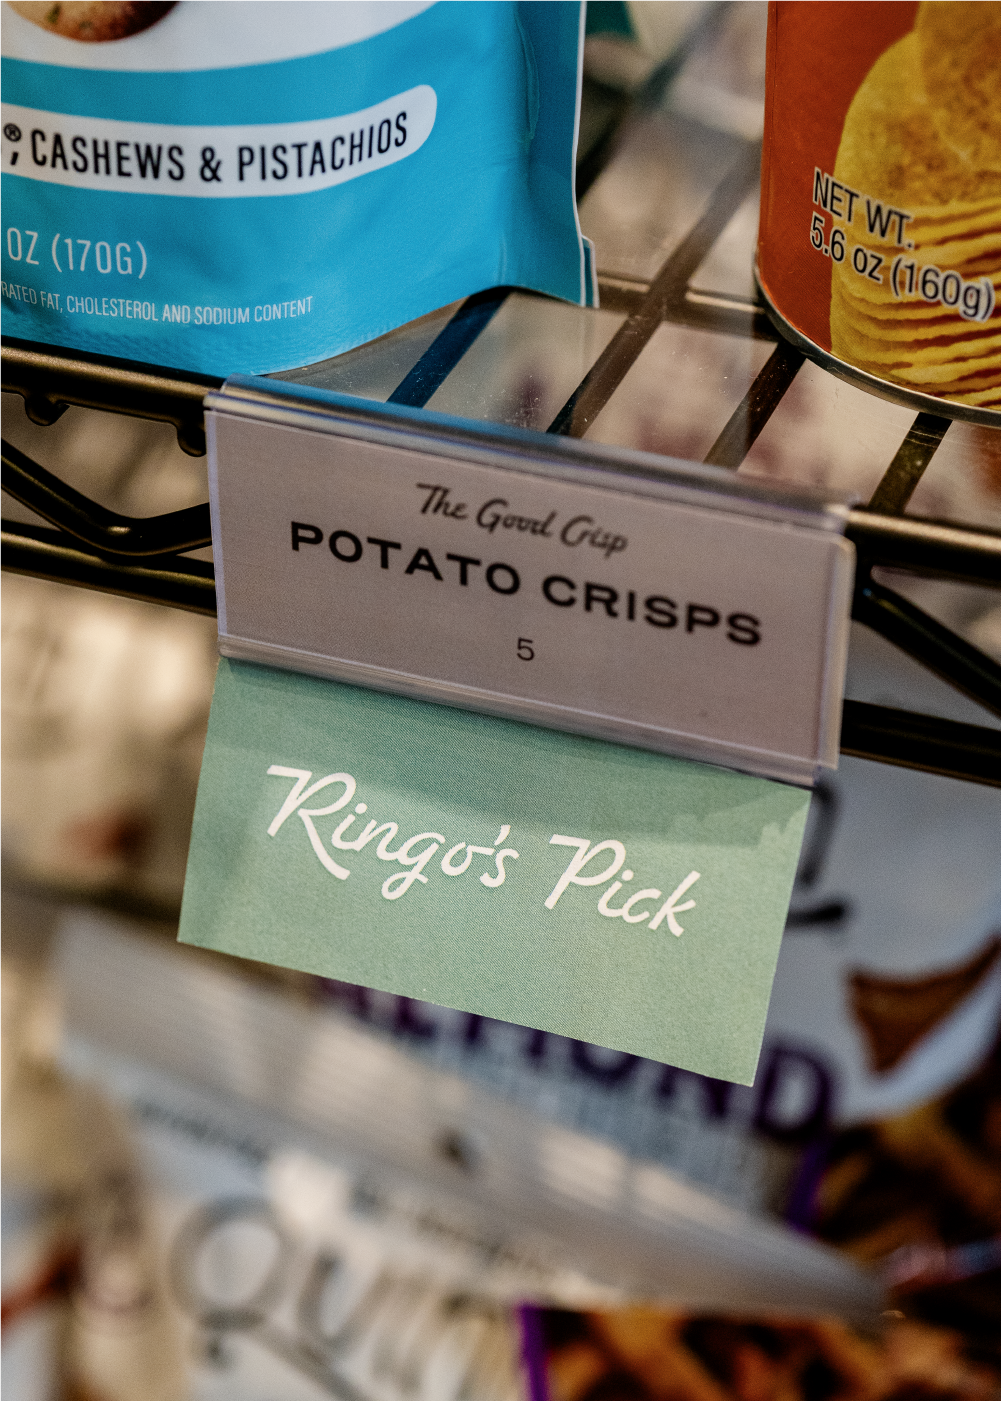 ®, CASHEWS & PISTACHIOS
OZ (170G)
RATED FAT, CHOLESTEROL AND SODIUM CONTENT
NET WT.
5.6 oz (160g)
The Good Crisp
POTATO CRISPS
5
Ringo's Pick